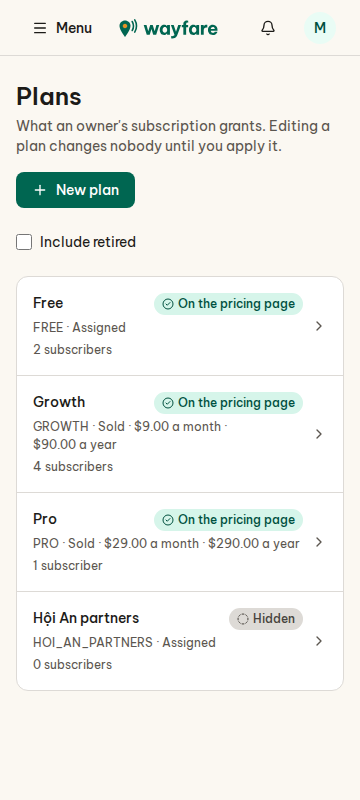 Menu
wayfare
M
Plans
What an owner's subscription grants. Editing a
plan changes nobody until you apply it.
New plan
Include retired
Free
On the pricing page
FREE · Assigned
2 subscribers
Growth
On the pricing page
GROWTH · Sold · $9.00 a month ·
$90.00 a year
4 subscribers
Pro
On the pricing page
PRO · Sold · $29.00 a month · $290.00 a year
1 subscriber
Hội An partners
Hidden
HOI_AN_PARTNERS · Assigned
0 subscribers